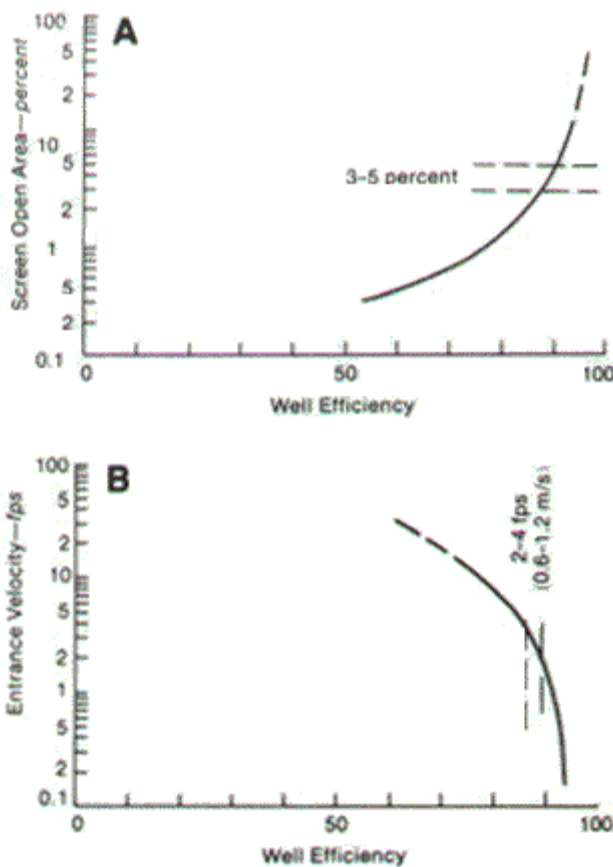 A
Screen Open Area—percent
100
5
2
10
5
2
1
5
2
0.1
3-5 percent
0
50
100
Well Efficiency
B
Entrance Velocity—fps
100
5
2
10
5
2
1
5
2
0.1
2-4 fps
(0.6-1.2 m/s)
0
50
100
Well Efficiency